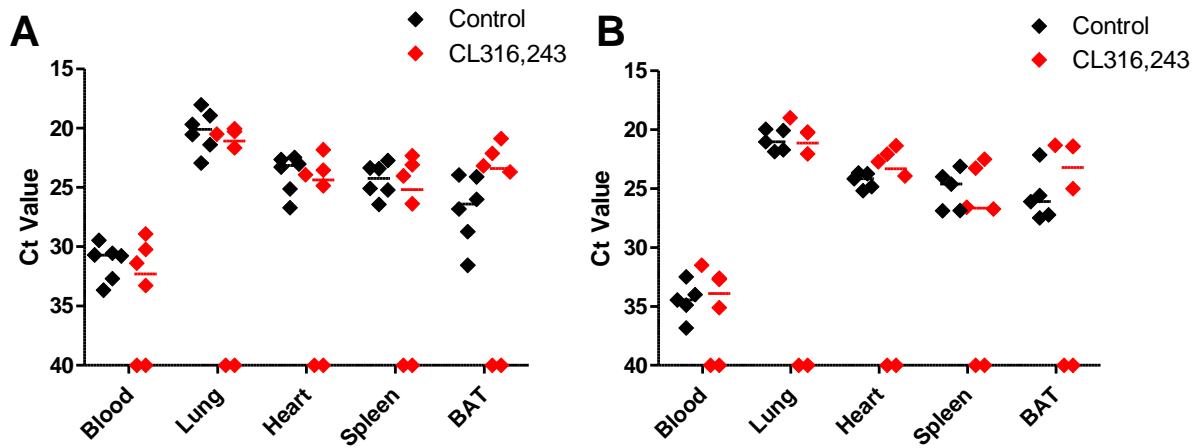 A
Control
CL316,243
Ct Value
15
20
25
30
35
40
Blood
Lung
Heart
Spleen
BAT
B
Control
CL316,243
Ct Value
15
20
25
30
35
40
Blood
Lung
Heart
Spleen
BAT